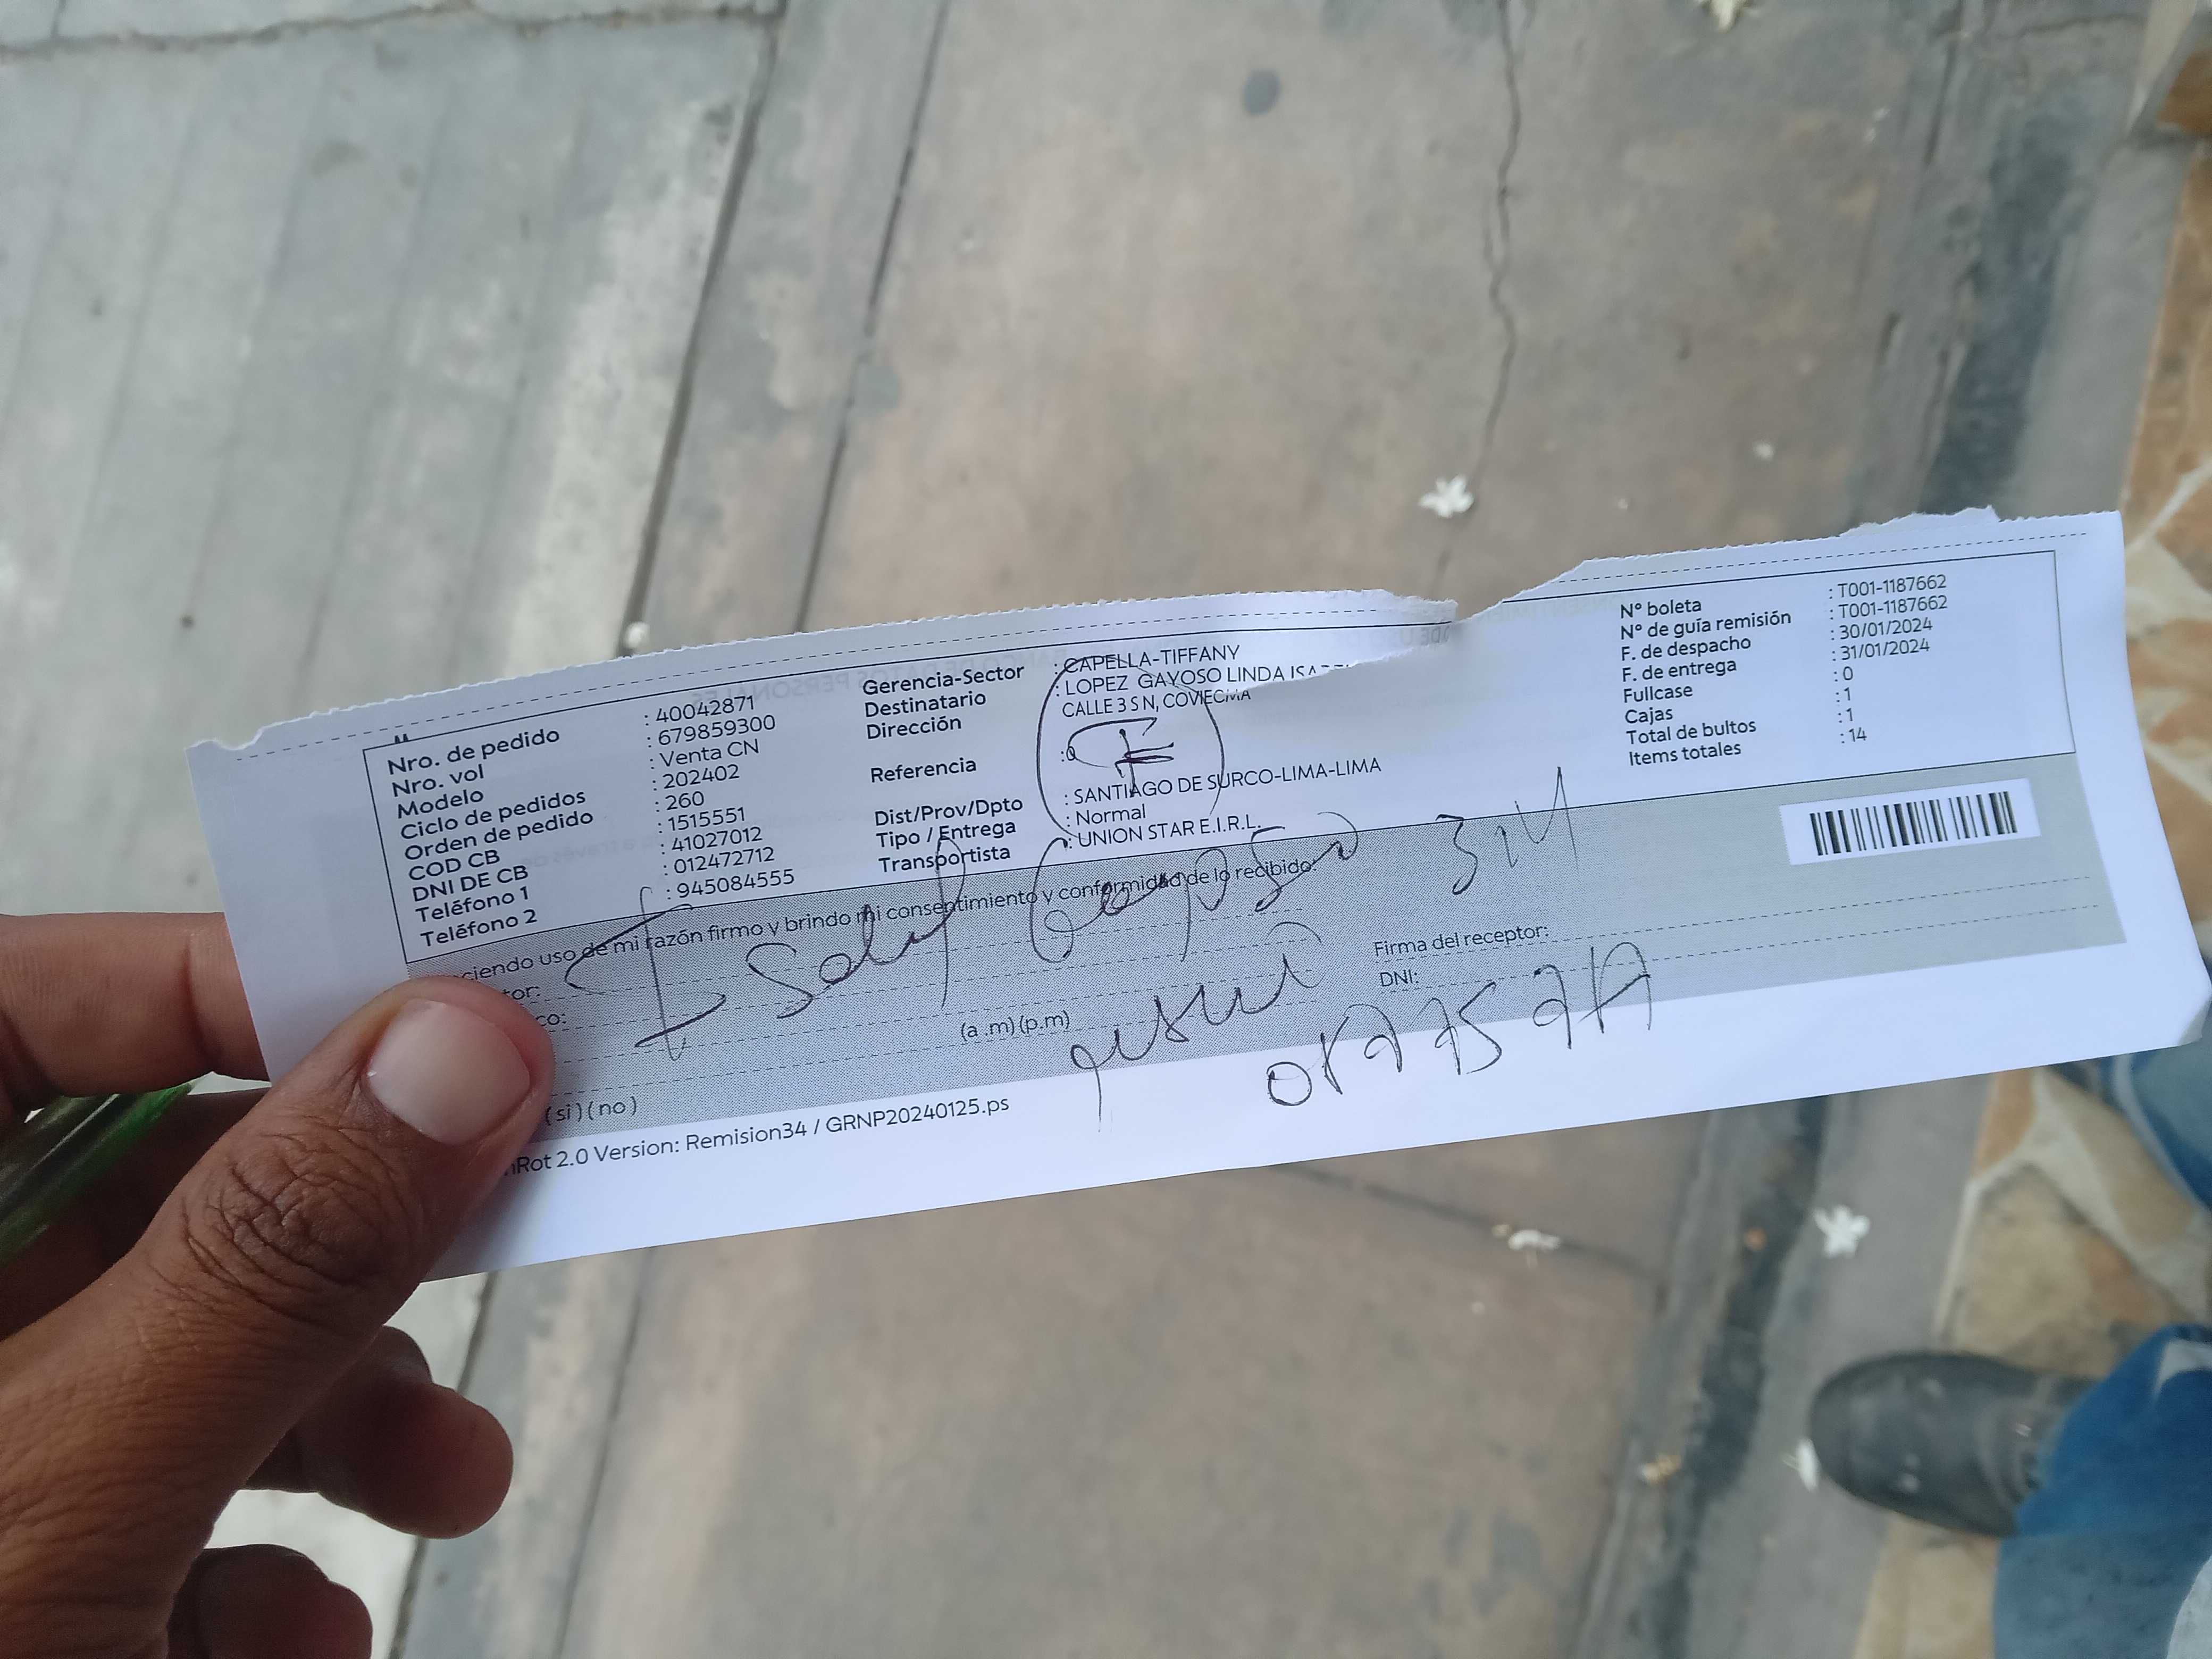 Nro. de pedido : 40042871
Nro. vol : 679859300
Modelo : Venta CN
Ciclo de pedidos : 202402
Orden de pedido : 260
COD CB : 1515551
DNI DE CB : 41027012
Teléfono 1 : 012472712
Teléfono 2 : 945084555
Gerencia-Sector : CAPELLA-TIFFANY
Destinatario : LOPEZ GAYOSO LINDA
Dirección CALLE 3 S N, COVIECMA
Referencia :
Dist/Prov/Dpto : SANTIAGO DE SURCO-LIMA-LIMA
Tipo / Entrega : Normal
Transportista : UNION STAR E.I.R.L.
N° boleta : T001-1187662
N° de guía remisión : T001-1187662
F. de despacho : 30/01/2024
F. de entrega : 31/01/2024
Fullcase : 0
Cajas : 1
Total de bultos : 1
Items totales : 14
ciendo uso de mi razón firmo y brindo mi consentimiento y conformidad de lo recibido:
tor:
co:
Firma del receptor:
(a .m) (p.m)
DNI:
( si ) ( no )
Rot 2.0 Version: Remision34 / GRNP20240125.ps